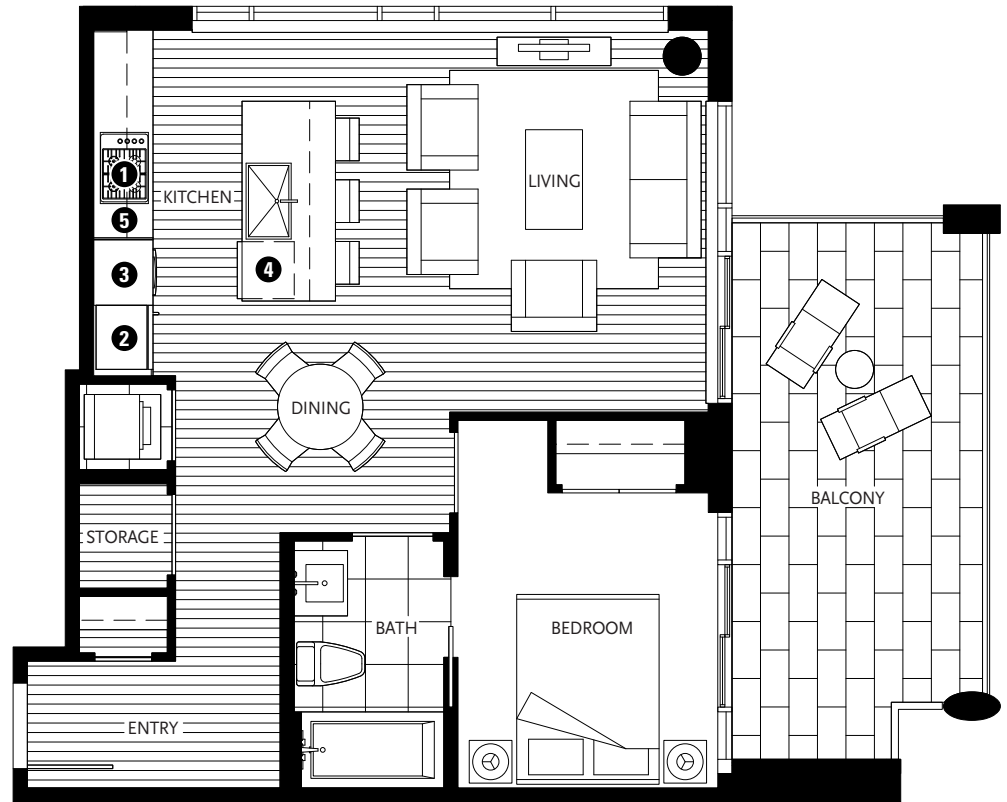 LIVING
1
KITCHEN
5
3
4
2
DINING
BALCONY
STORAGE
BATH
BEDROOM
ENTRY